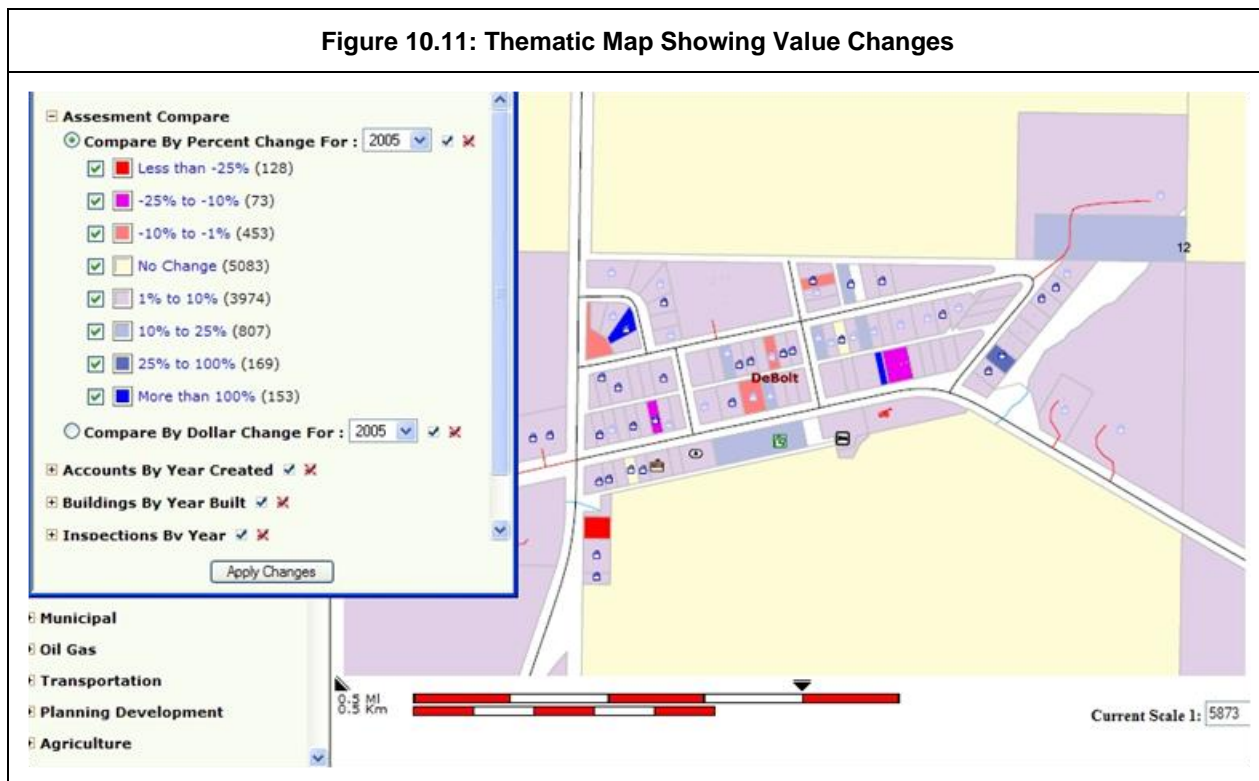 Figure 10.11: Thematic Map Showing Value Changes
Assesment Compare
Compare By Percent Change For : 2005
Less than -25% (128)
-25% to -10% (73)
-10% to -1% (453)
No Change (5083)
1% to 10% (3974)
10% to 25% (807)
25% to 100% (169)
More than 100% (153)
Compare By Dollar Change For : 2005
Accounts By Year Created
Buildings By Year Built
Inspections By Year
Apply Changes
Municipal
Oil Gas
Transportation
Planning Development
Agriculture
12
DeBolt
0.5 Mi
0.5 Km
Current Scale 1: 5873